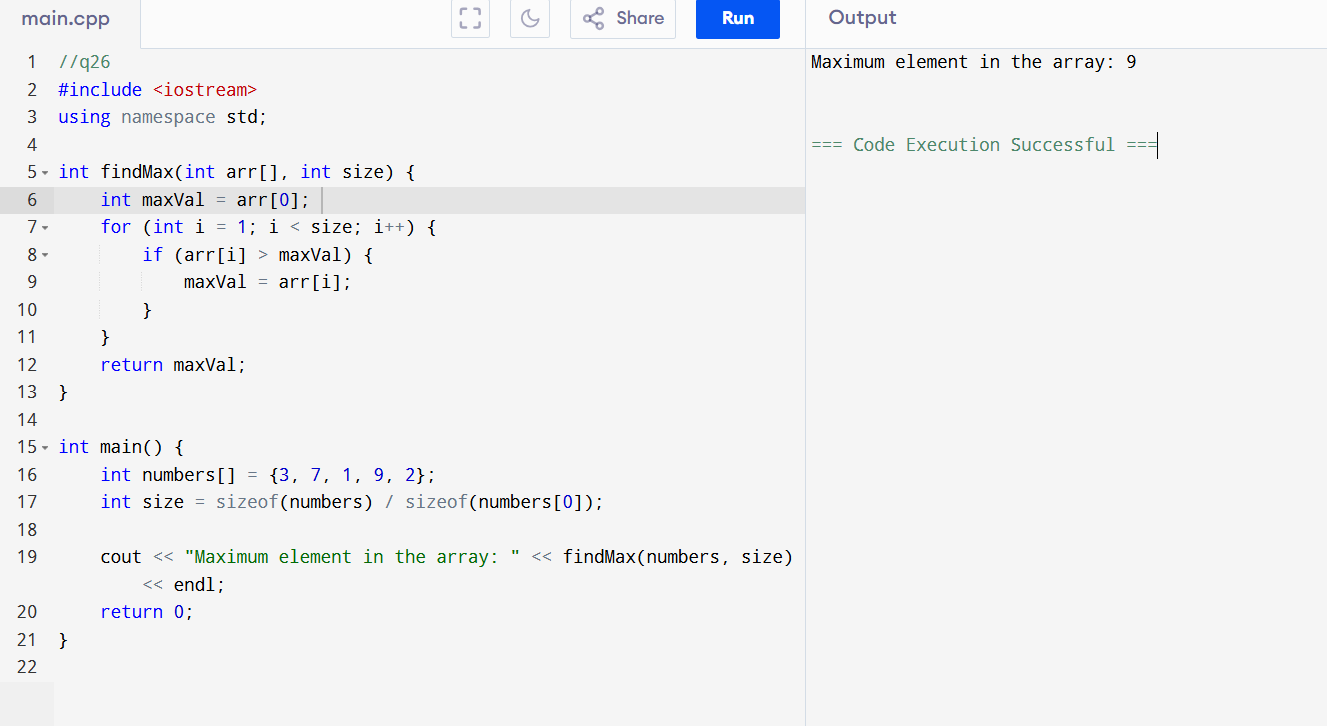 main.cpp
Share
Run
Output
1 //q26
2 #include <iostream>
3 using namespace std;
4
5 int findMax(int arr[], int size) {
6     int maxVal = arr[0];
7     for (int i = 1; i < size; i++) {
8         if (arr[i] > maxVal) {
9             maxVal = arr[i];
10         }
11     }
12     return maxVal;
13 }
14
15 int main() {
16     int numbers[] = {3, 7, 1, 9, 2};
17     int size = sizeof(numbers) / sizeof(numbers[0]);
18
19     cout << "Maximum element in the array: " << findMax(numbers, size)
        << endl;
20     return 0;
21 }
22
Maximum element in the array: 9
=== Code Execution Successful ===